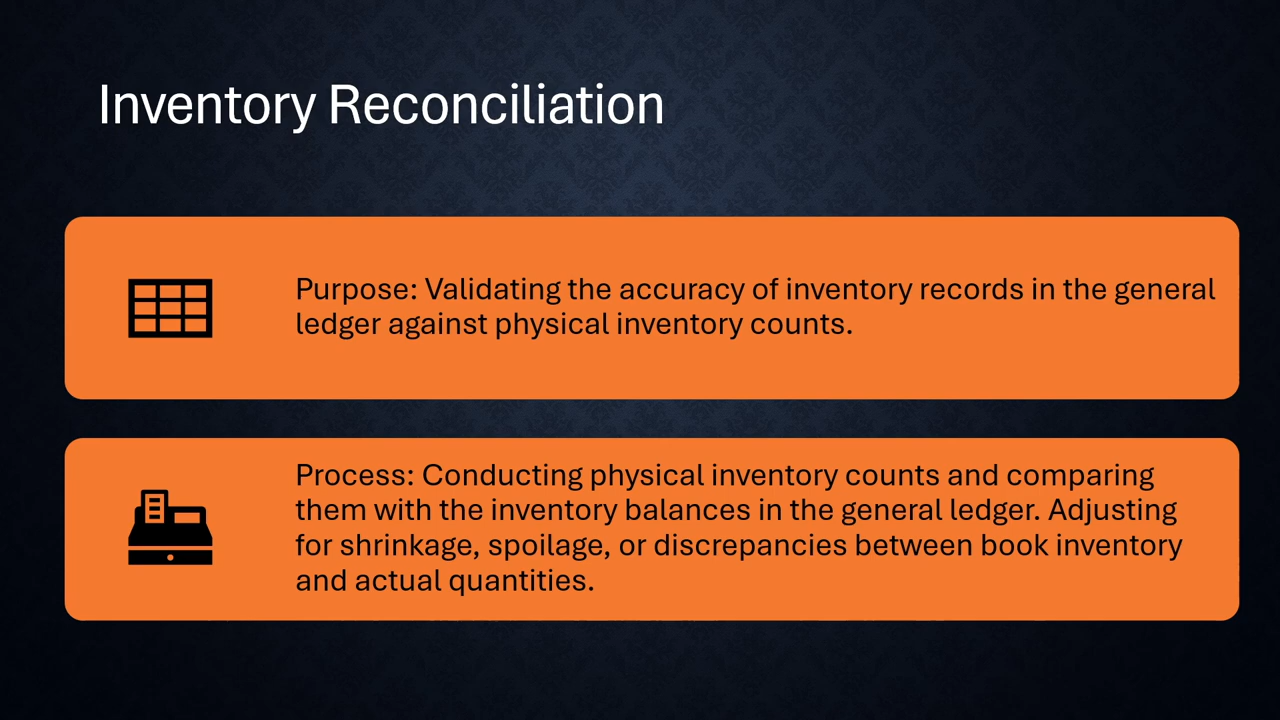 Inventory Reconciliation
Purpose: Validating the accuracy of inventory records in the general
ledger against physical inventory counts.
Process: Conducting physical inventory counts and comparing
them with the inventory balances in the general ledger. Adjusting
for shrinkage, spoilage, or discrepancies between book inventory
and actual quantities.